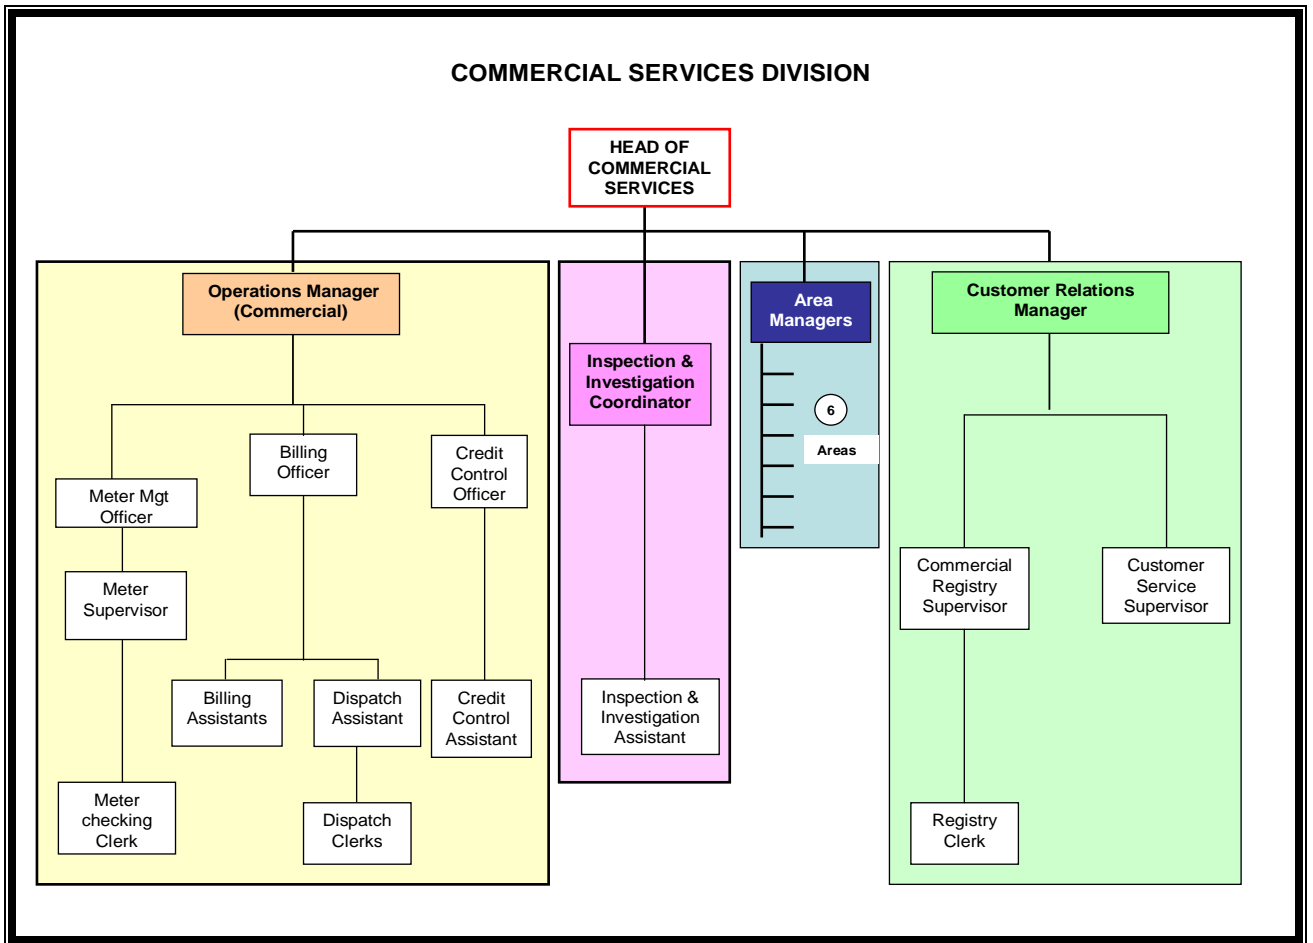 COMMERCIAL SERVICES DIVISION
HEAD OF
COMMERCIAL
SERVICES
Operations Manager
(Commercial)
Inspection &
Investigation
Coordinator
Area
Managers
Customer Relations
Manager
6
Areas
Billing
Officer
Credit
Control
Officer
Meter Mgt
Officer
Meter
Supervisor
Commercial
Registry
Supervisor
Customer
Service
Supervisor
Billing
Assistants
Dispatch
Assistant
Credit
Control
Assistant
Inspection &
Investigation
Assistant
Meter
checking
Clerk
Dispatch
Clerks
Registry
Clerk